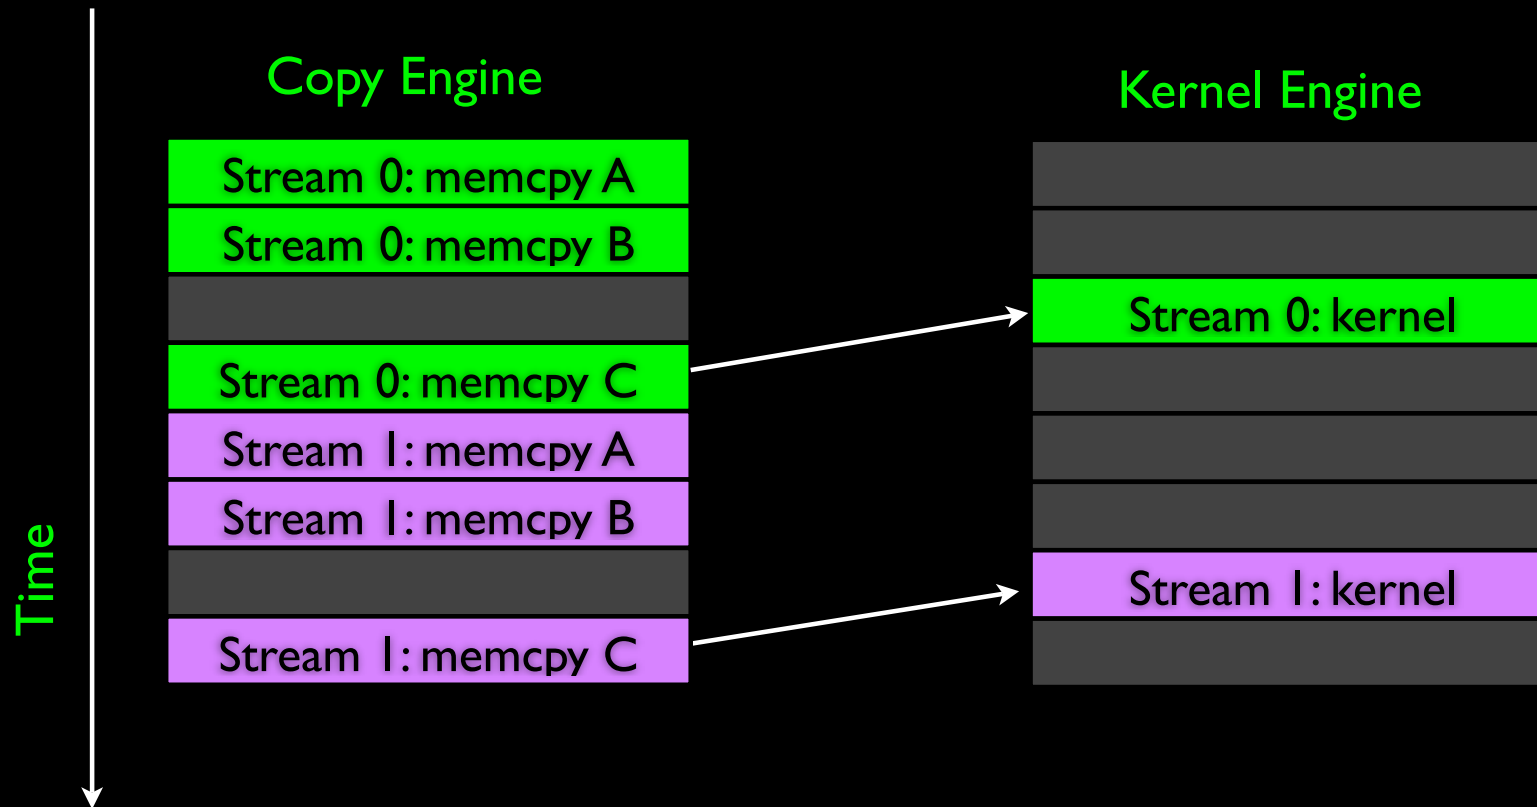 Copy Engine
Kernel Engine
Stream 0: memcpy A
Stream 0: memcpy B
Stream 0: kernel
Stream 0: memcpy C
Stream 1: memcpy A
Stream 1: memcpy B
Stream 1: kernel
Stream 1: memcpy C
Time